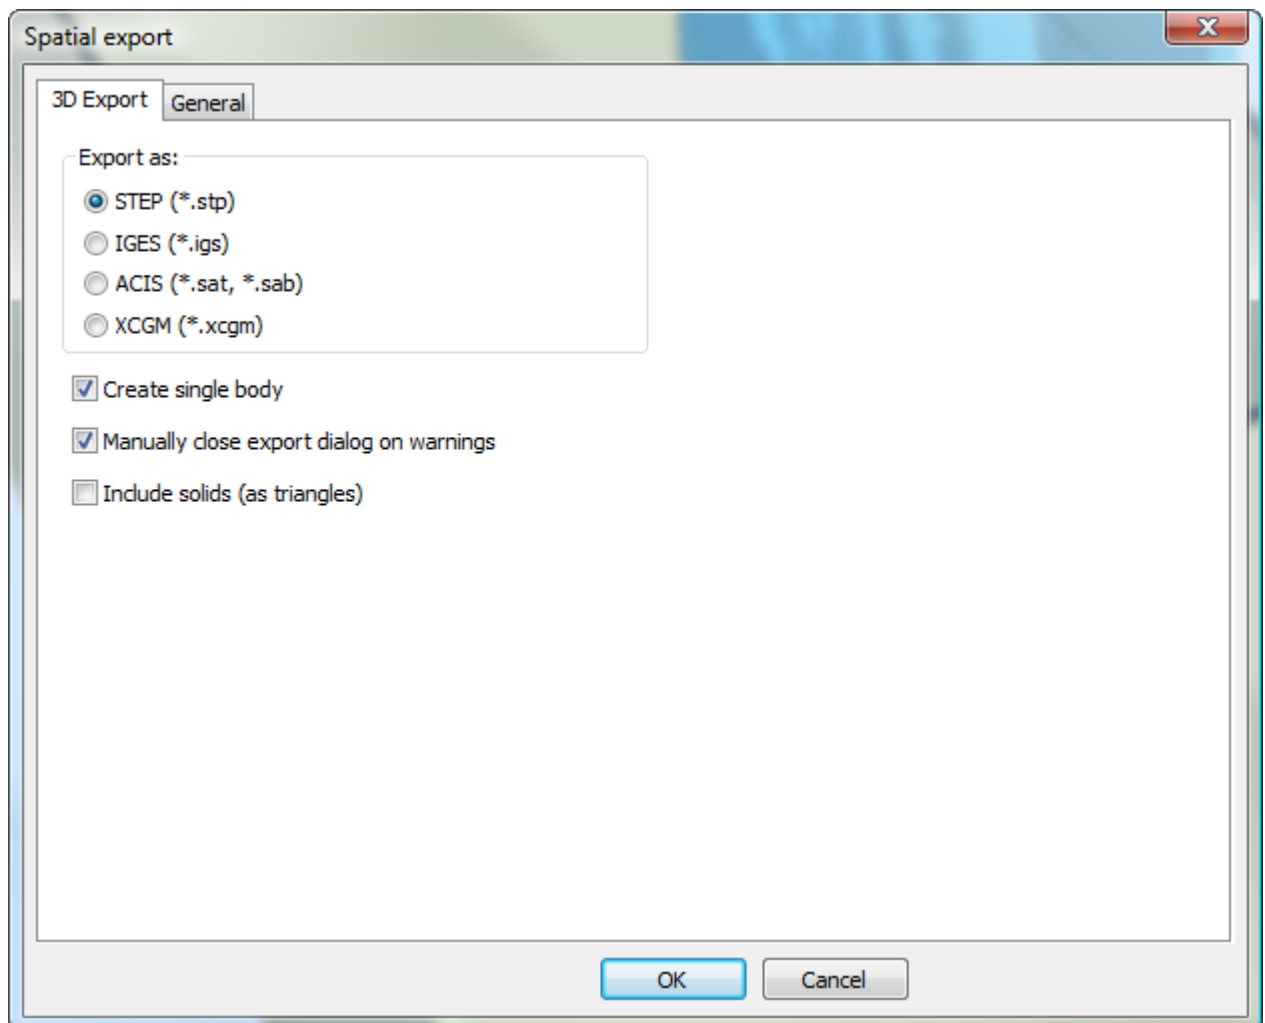 Spatial export
3D Export
General
Export as:
STEP (*.stp)
IGES (*.igs)
ACIS (*.sat, *.sab)
XCGM (*.xcgm)
Create single body
Manually close export dialog on warnings
Include solids (as triangles)
OK
Cancel